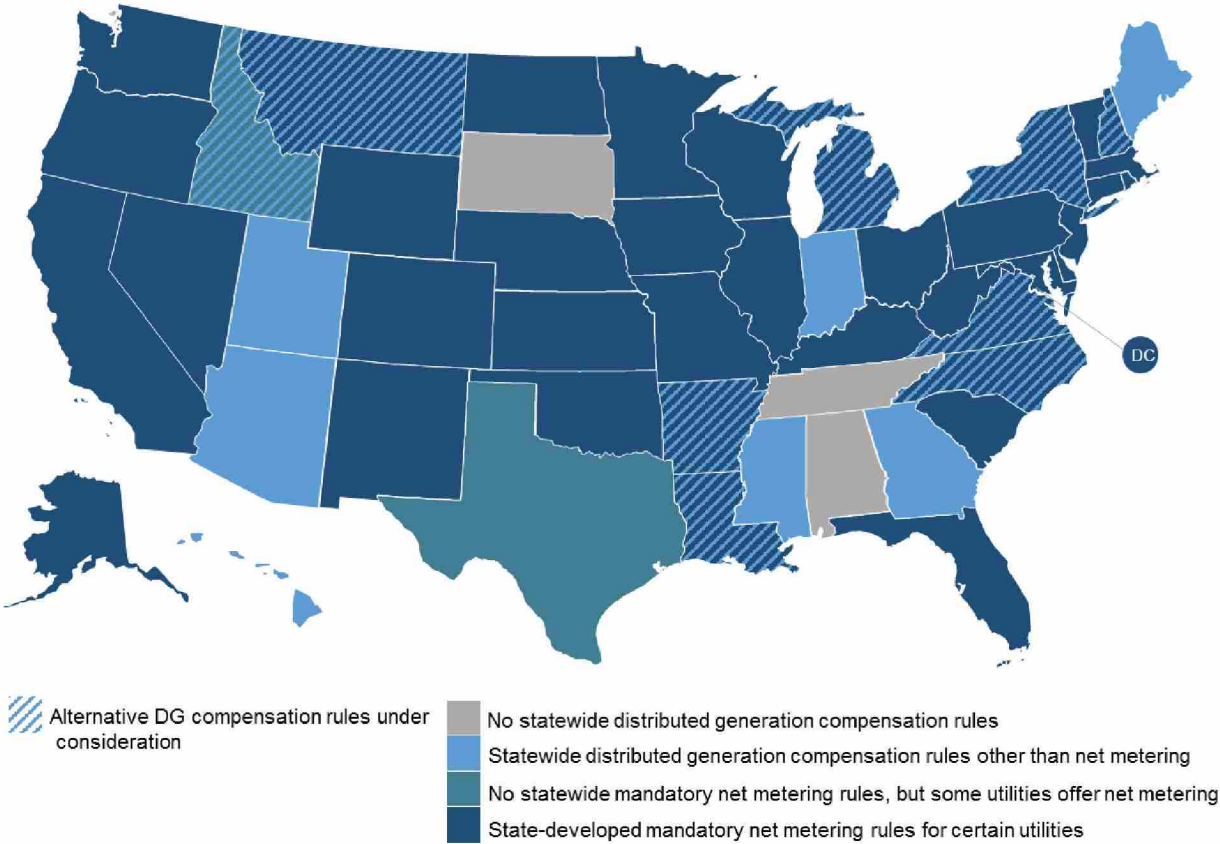 DC
Alternative DG compensation rules under
consideration
No statewide distributed generation compensation rules
Statewide distributed generation compensation rules other than net metering
No statewide mandatory net metering rules, but some utilities offer net metering
State-developed mandatory net metering rules for certain utilities